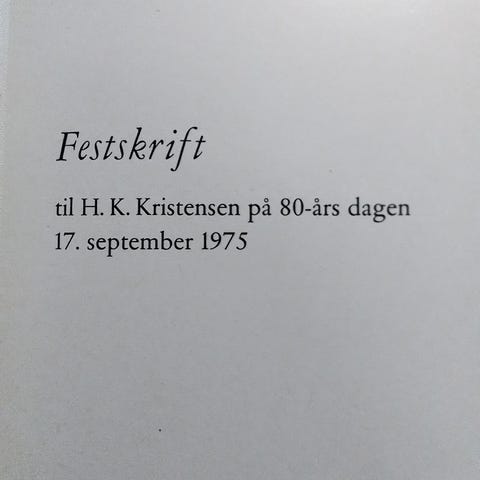 Festskrift
til H. K. Kristensen på 80-års dagen
17. september 1975